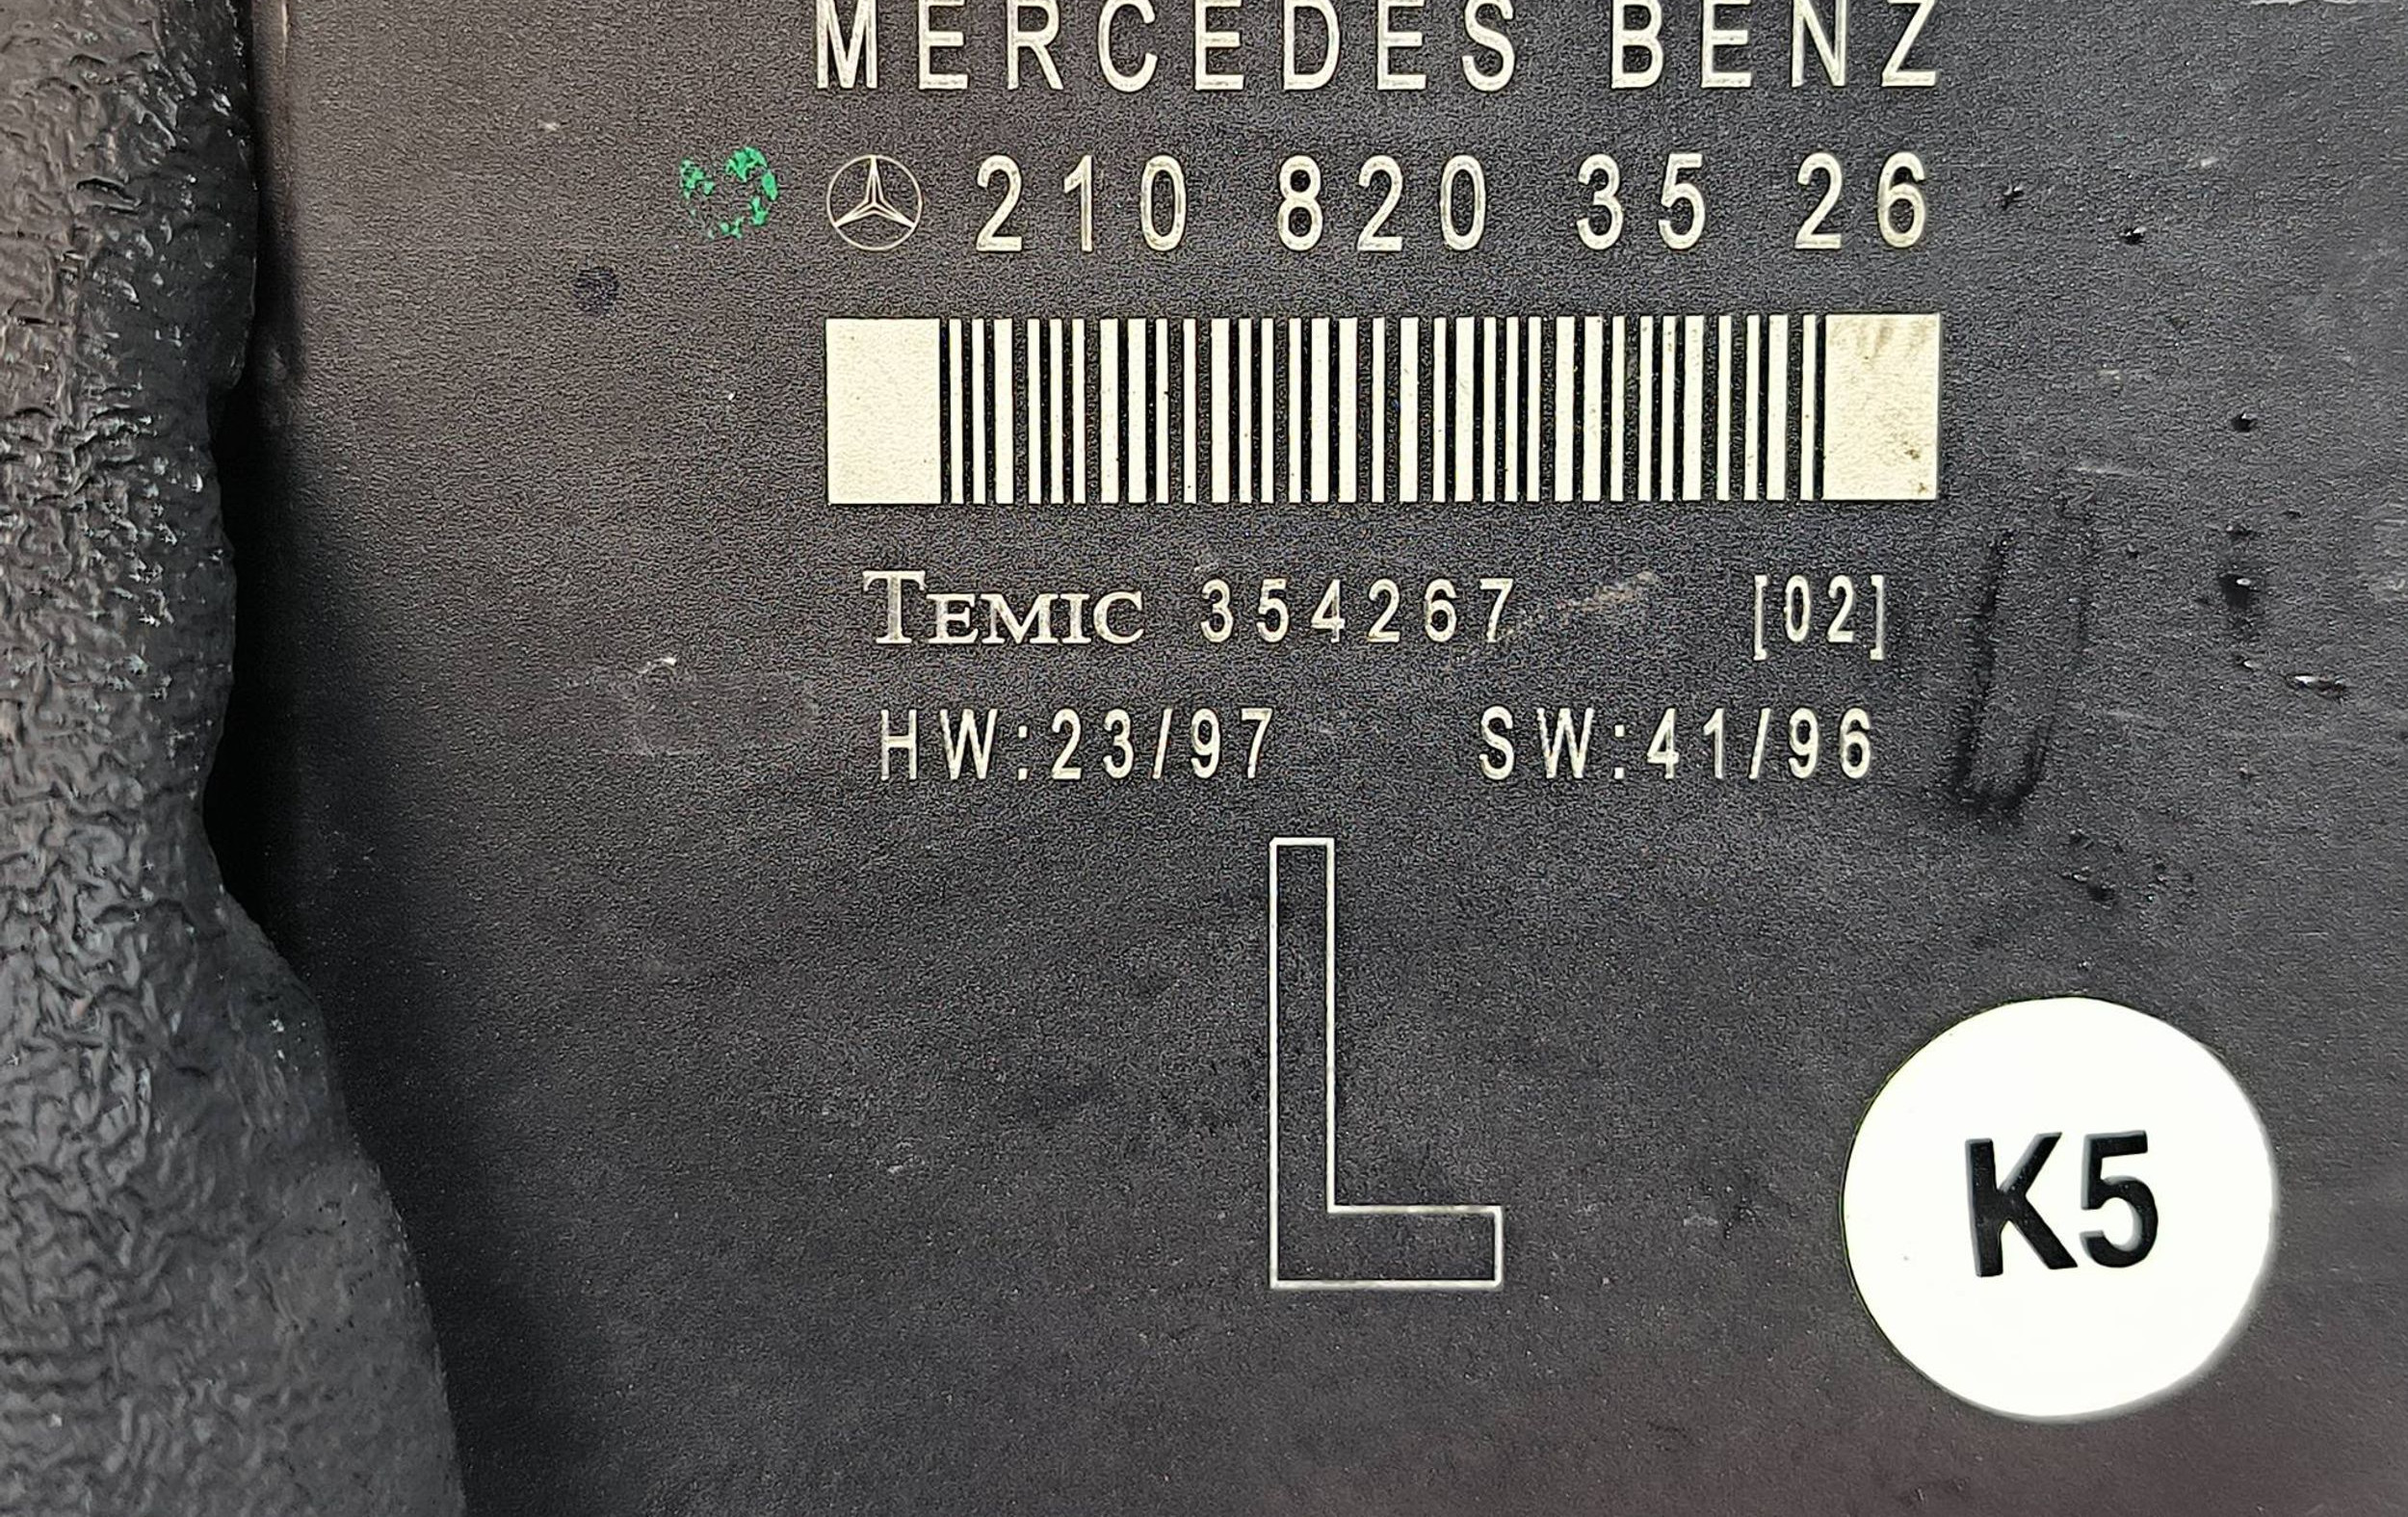 MERCEDES BENZ
210 820 35 26
TEMIC 354267 [02]
HW:23/97 SW:41/96
L
K5